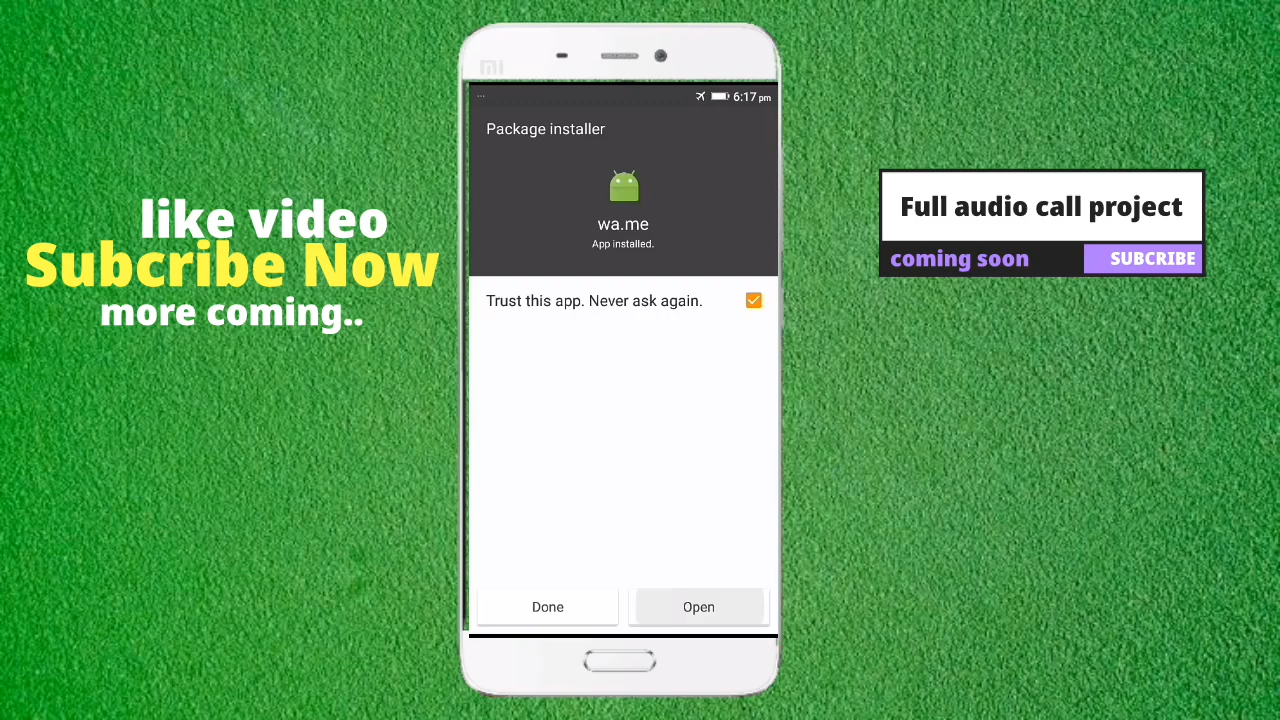 like video
Subcribe Now
more coming..
mi
6:17 pm
Package installer
wa.me
App installed.
Trust this app. Never ask again.
Done
Open
Full audio call project
coming soon
SUBCRIBE